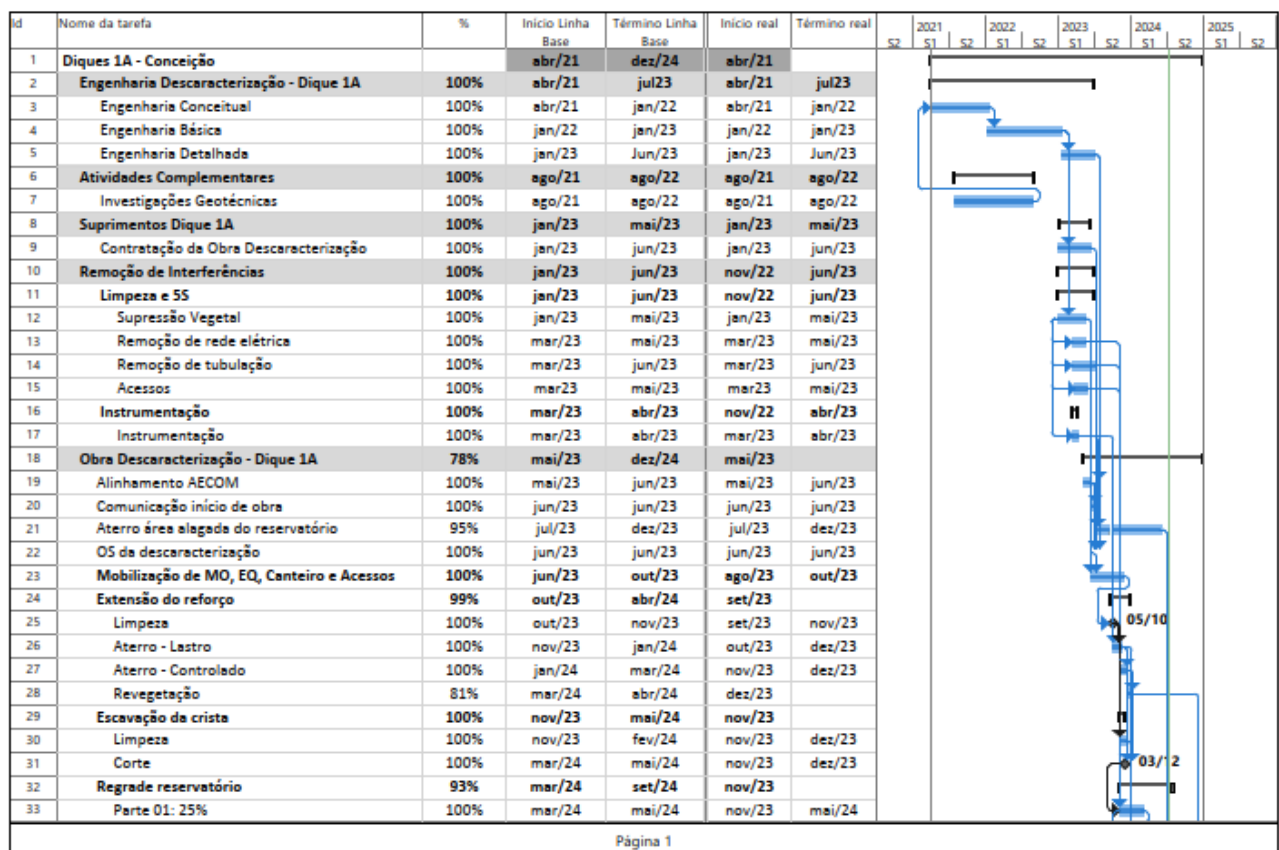 Id Nome da tarefa % Início Linha Base Término Linha Base Início real Término real 2021 2022 2023 2024 2025
S2 S1 S2 S1 S2 S1 S2 S1 S2 S1 S2
1 Diques 1A - Conceição abr/21 dez/24 abr/21
2 Engenharia Descaracterização - Dique 1A 100% abr/21 jul23 abr/21 jul23
3 Engenharia Conceitual 100% abr/21 jan/22 abr/21 jan/22
4 Engenharia Básica 100% jan/22 jan/23 jan/22 jan/23
5 Engenharia Detalhada 100% jan/23 Jun/23 jan/23 Jun/23
6 Atividades Complementares 100% ago/21 ago/22 ago/21 ago/22
7 Investigações Geotécnicas 100% ago/21 ago/22 ago/21 ago/22
8 Suprimentos Dique 1A 100% jan/23 mai/23 jan/23 mai/23
9 Contratação da Obra Descaracterização 100% jan/23 jun/23 jan/23 jun/23
10 Remoção de Interferências 100% jan/23 jun/23 nov/22 jun/23
11 Limpeza e 5S 100% jan/23 jun/23 nov/22 jun/23
12 Supressão Vegetal 100% jan/23 mai/23 jan/23 mai/23
13 Remoção de rede elétrica 100% mar/23 mai/23 mar/23 mai/23
14 Remoção de tubulação 100% mar/23 jun/23 mar/23 jun/23
15 Acessos 100% mar23 mai/23 mar23 mai/23
16 Instrumentação 100% mar/23 abr/23 nov/22 abr/23
17 Instrumentação 100% mar/23 abr/23 mar/23 abr/23
18 Obra Descaracterização - Dique 1A 78% mai/23 dez/24 mai/23
19 Alinhamento AECOM 100% mai/23 jun/23 mai/23 jun/23
20 Comunicação início de obra 100% jun/23 jun/23 jun/23 jun/23
21 Aterro área alagada do reservatório 95% jul/23 dez/23 jul/23 dez/23
22 OS da descaracterização 100% jun/23 jun/23 jun/23 jun/23
23 Mobilização de MO, EQ, Canteiro e Acessos 100% jun/23 out/23 ago/23 out/23
24 Extensão do reforço 99% out/23 abr/24 set/23
25 Limpeza 100% out/23 nov/23 set/23 nov/23 05/10
26 Aterro - Lastro 100% nov/23 jan/24 out/23 dez/23
27 Aterro - Controlado 100% jan/24 mar/24 nov/23 dez/23
28 Revegetação 81% mar/24 abr/24 dez/23
29 Escavação da crista 100% nov/23 mai/24 nov/23
30 Limpeza 100% nov/23 fev/24 nov/23 dez/23
31 Corte 100% mar/24 mai/24 nov/23 dez/23 03/12
32 Regrade reservatório 93% mar/24 set/24 nov/23
33 Parte 01: 25% 100% mar/24 mai/24 nov/23 mai/24
Página 1